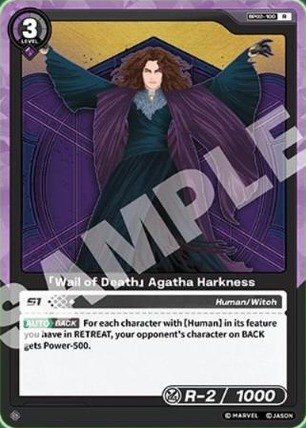 3
LEVEL
BP02-100 R
SAMPLE
「Wail of Death」Agatha Harkness
S1
Human/Witch
AUTO BACK For each character with [Human] in its feature
you have in RETREAT, your opponent's character on BACK
gets Power-500.
R-2 / 1000
© MARVEL © JASON